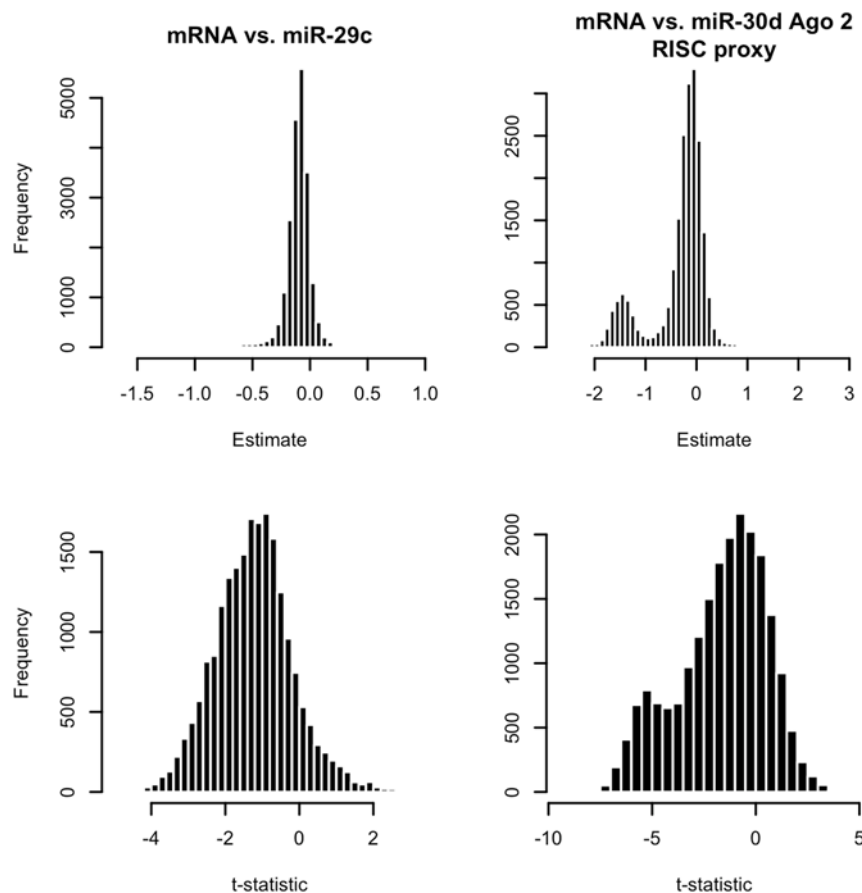 mRNA vs. miR-29c
mRNA vs. miR-30d Ago 2
RISC proxy
Frequency
5000
3000
1000
0
-1.5 -1.0 -0.5 0.0 0.5 1.0
Estimate
2500
1500
500
0
-2 -1 0 1 2 3
Estimate
Frequency
1500
1000
500
0
-4 -2 0 2
t-statistic
2000
1500
1000
500
0
-10 -5 0 5
t-statistic